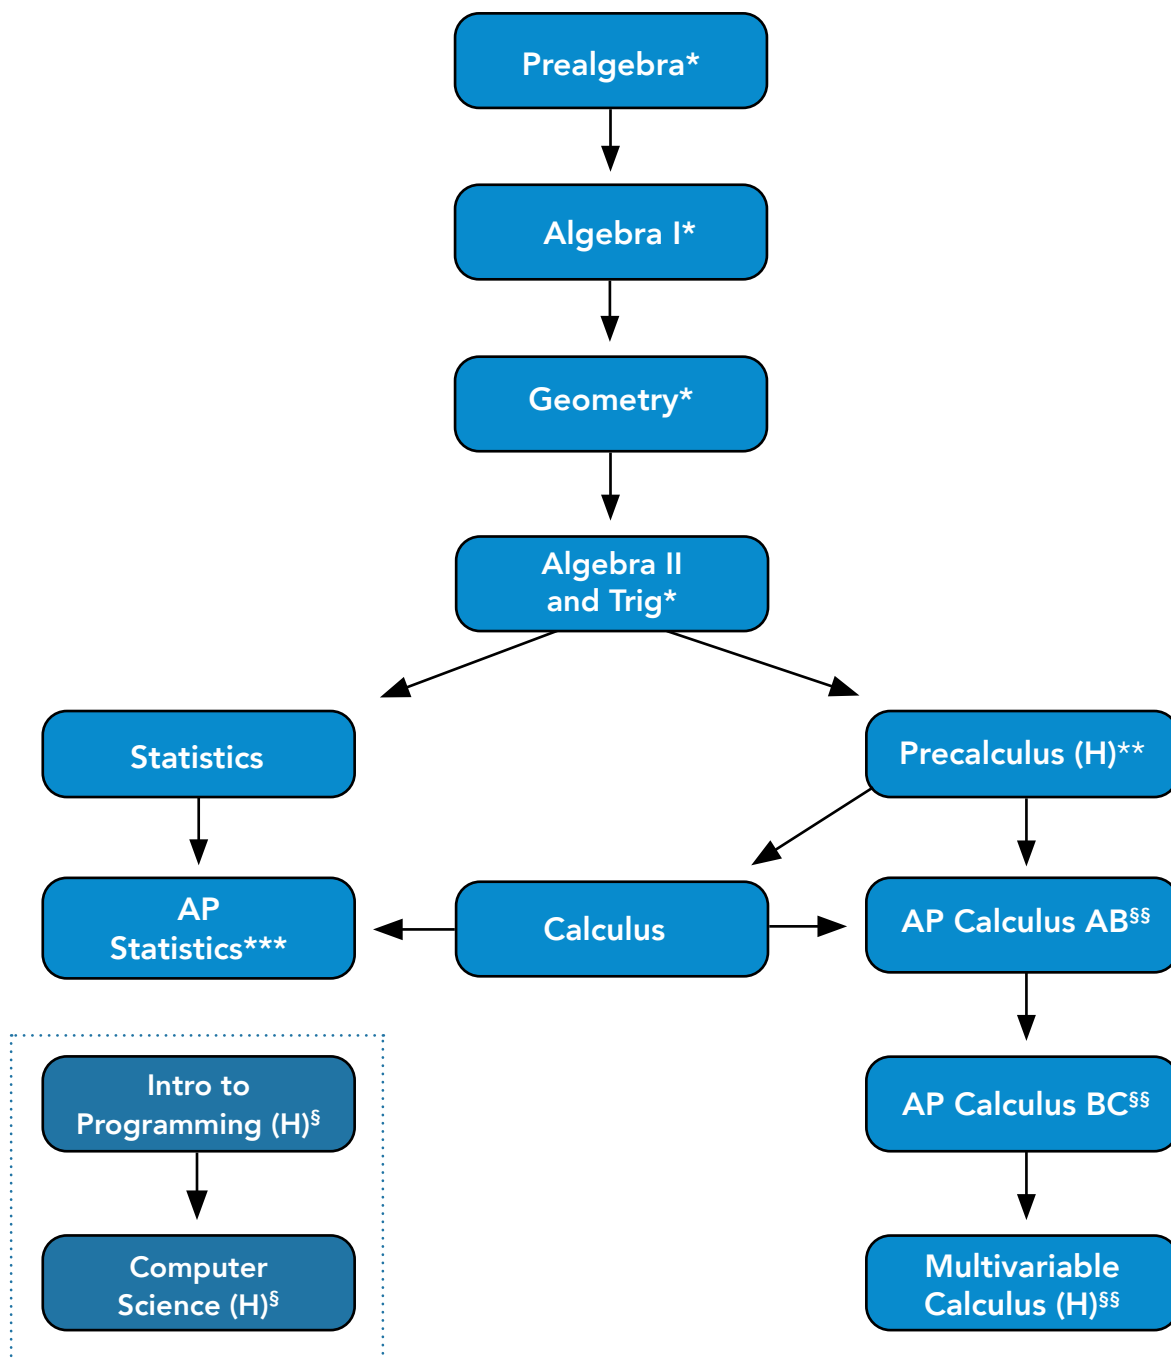 Prealgebra*
Algebra I*
Geometry*
Algebra II
and Trig*
Statistics
Precalculus (H)**
AP
Statistics***
Calculus
AP Calculus AB§§
Intro to
Programming (H)§
AP Calculus BC§§
Computer
Science (H)§
Multivariable
Calculus (H)§§